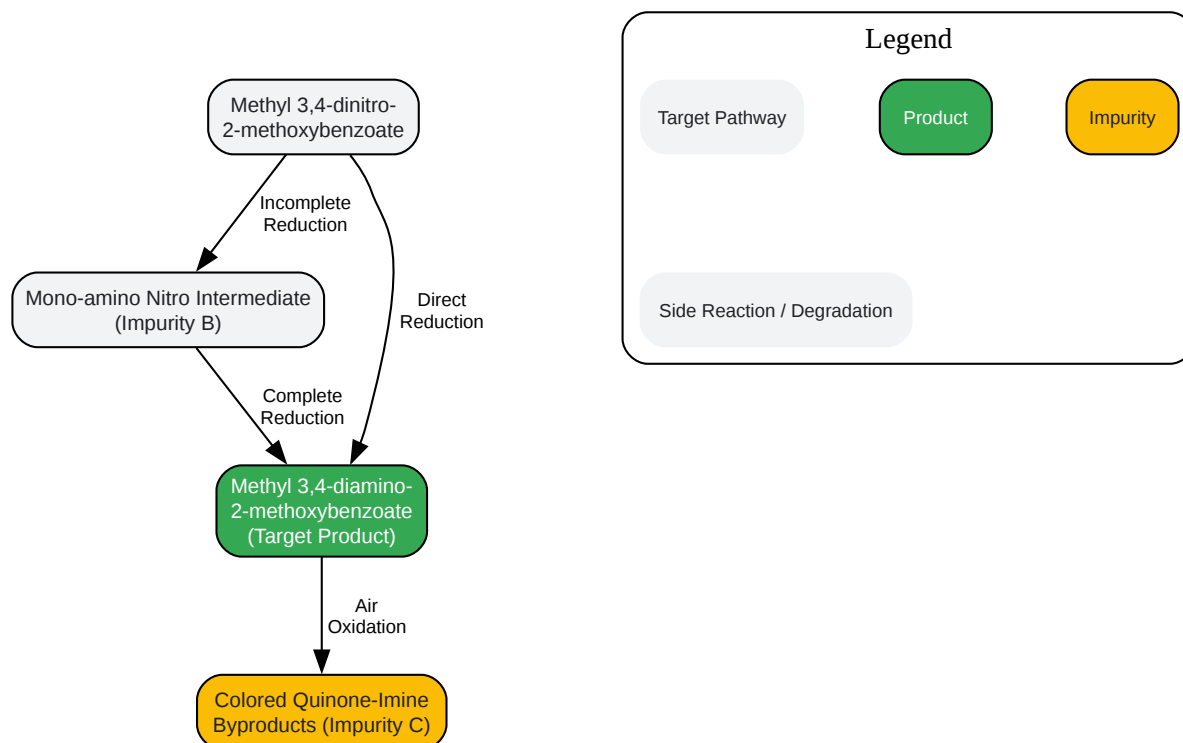 Methyl 3,4-dinitro-
2-methoxybenzoate
Incomplete
Reduction
Mono-amino Nitro Intermediate
(Impurity B)
Direct
Reduction
Complete
Reduction
Methyl 3,4-diamino-
2-methoxybenzoate
(Target Product)
Air
Oxidation
Colored Quinone-Imine
Byproducts (Impurity C)
Legend
Target Pathway
Product
Impurity
Side Reaction / Degradation